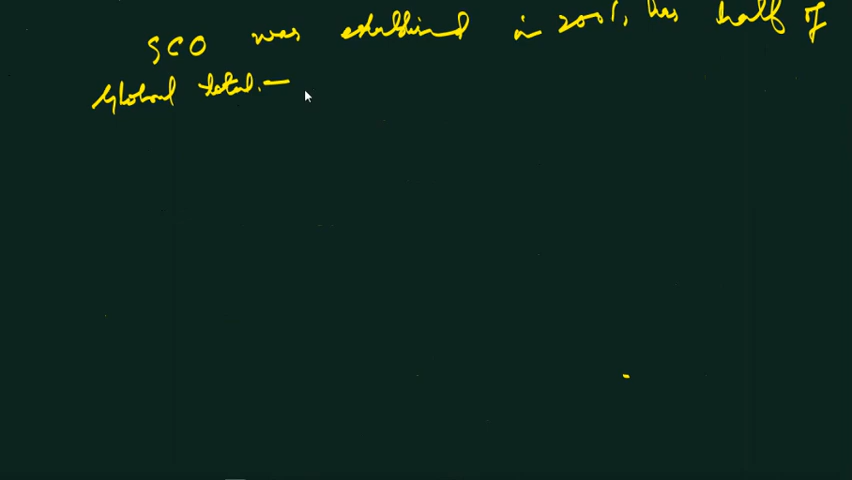 SCO was established in 2001, has half of
Global total. —